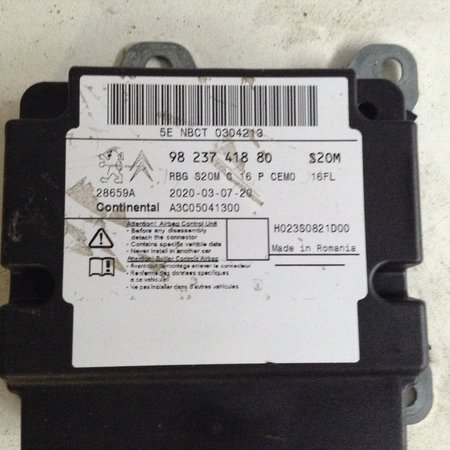 5E NBCT 0304213
98 237 418 80 S20M
RBG S20M C 16 P CEMO 16FL
28659A 2020-03-07-20
Continental A3C05041300
Attention! Airbag Control Unit
• Before any disassembly
detach the connector
• Contains specific vehicle data
• Never install in another car
Attention! Boîtier Contrôle Airbag
• Avant tout démontage enlever le connecteur
• Renferme des données spécifiques
à ce véhicule
• Ne pas installer dans d'autres véhicules
H023S0821D00
Made in Romania